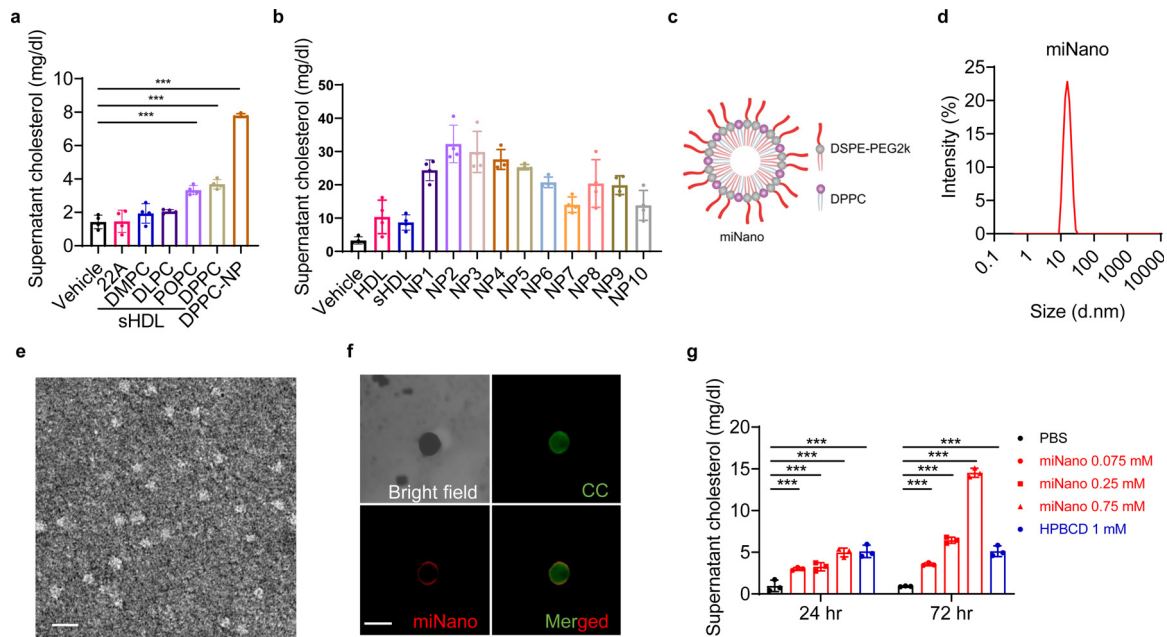 a
Supernatant cholesterol (mg/dl)
10
8
6
4
2
0
***
***
***
Vehicle
22A
DMPC
DLPC
POPC
DPPC
DPPC-NP
sHDL
b
Supernatant cholesterol (mg/dl)
50
40
30
20
10
0
Vehicle
HDL
sHDL
NP1
NP2
NP3
NP4
NP5
NP6
NP7
NP8
NP9
NP10
c
DSPE-PEG2k
DPPC
miNano
d
miNano
Intensity (%)
25
20
15
10
5
0
0.1
1
10
100
1000
10000
Size (d.nm)
e
f
Bright field
CC
miNano
Merged
g
Supernatant cholesterol (mg/dl)
20
15
10
5
0
***
***
***
***
***
***
***
***
24 hr
72 hr
PBS
miNano 0.075 mM
miNano 0.25 mM
miNano 0.75 mM
HPBCD 1 mM